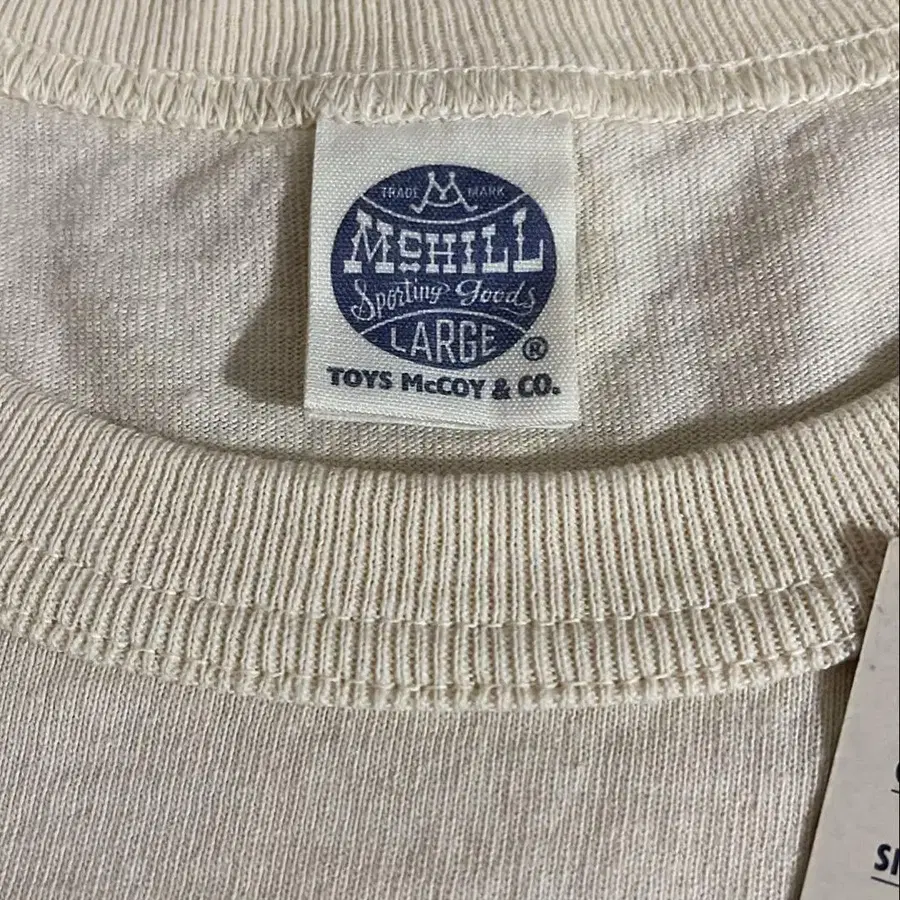 TRADE MARK
McHILL
Sporting Goods
LARGE ®
TOYS McCOY & CO.